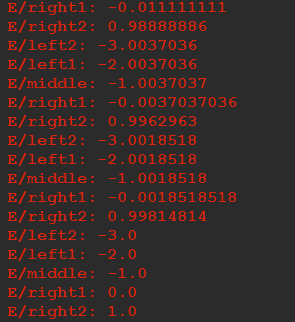 E/right1: -0.011111111
E/right2: 0.98888886
E/left2: -3.0037036
E/left1: -2.0037036
E/middle: -1.0037037
E/right1: -0.0037037036
E/right2: 0.9962963
E/left2: -3.0018518
E/left1: -2.0018518
E/middle: -1.0018518
E/right1: -0.0018518518
E/right2: 0.99814814
E/left2: -3.0
E/left1: -2.0
E/middle: -1.0
E/right1: 0.0
E/right2: 1.0